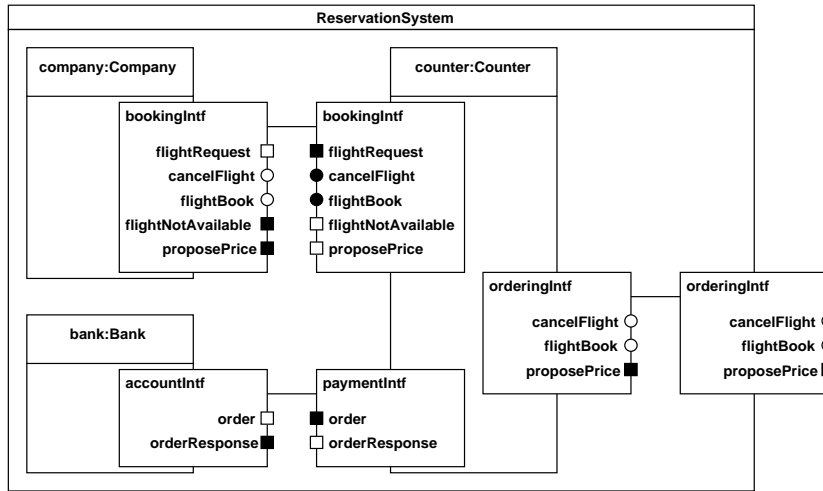 ReservationSystem
company:Company
counter:Counter
bookingIntf
flightRequest
cancelFlight
flightBook
flightNotAvailable
proposePrice
bookingIntf
flightRequest
cancelFlight
flightBook
flightNotAvailable
proposePrice
orderingIntf
cancelFlight
flightBook
proposePrice
orderingIntf
cancelFlight
flightBook
proposePrice
bank:Bank
accountIntf
order
orderResponse
paymentIntf
order
orderResponse